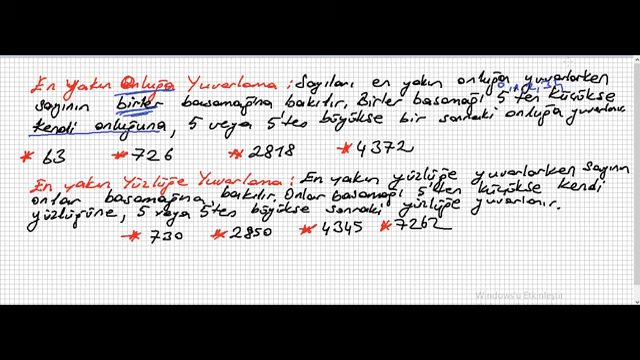 En yakın Onluğa Yuvarlama : Sayıları en yakın onluğa yuvarlarken
sayının birler basamağına bakılır. Birler basamağı 5'ten küçükse
kendi onluğuna, 5 veya 5'ten büyükse bir sonraki onluğa yuvarlanır
* 63 * 726 * 2818 * 4372
En yakın Yüzlüğe Yuvarlama : En yakın yüzlüğe yuvarlarken sayının
onlar basamağına bakılır. Onlar basamağı 5'ten küçükse kendi
yüzlüğüne, 5 veya 5'ten büyükse sonraki yüzlüğe yuvarlanır.
* 730 * 2850 * 4345 * 7262
Windows'u Etkinleştir